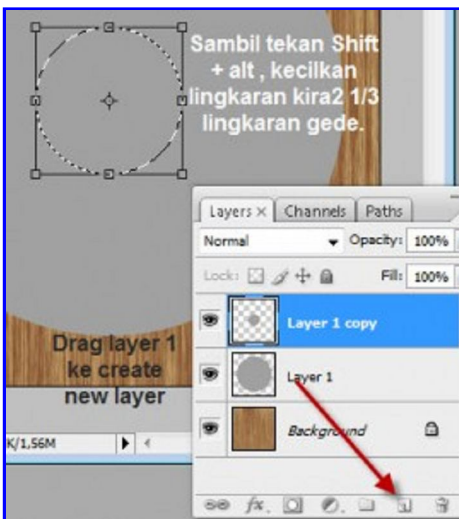 Sambil tekan Shift
+ alt , kecilkan
lingkaran kira2 1/3
lingkaran gede.
Layers × Channels Paths
Normal Opacity: 100%
Lock: Fill: 100%
Layer 1 copy
Drag layer 1
ke create
new layer
Layer 1
Background
K/1,56M
fx.